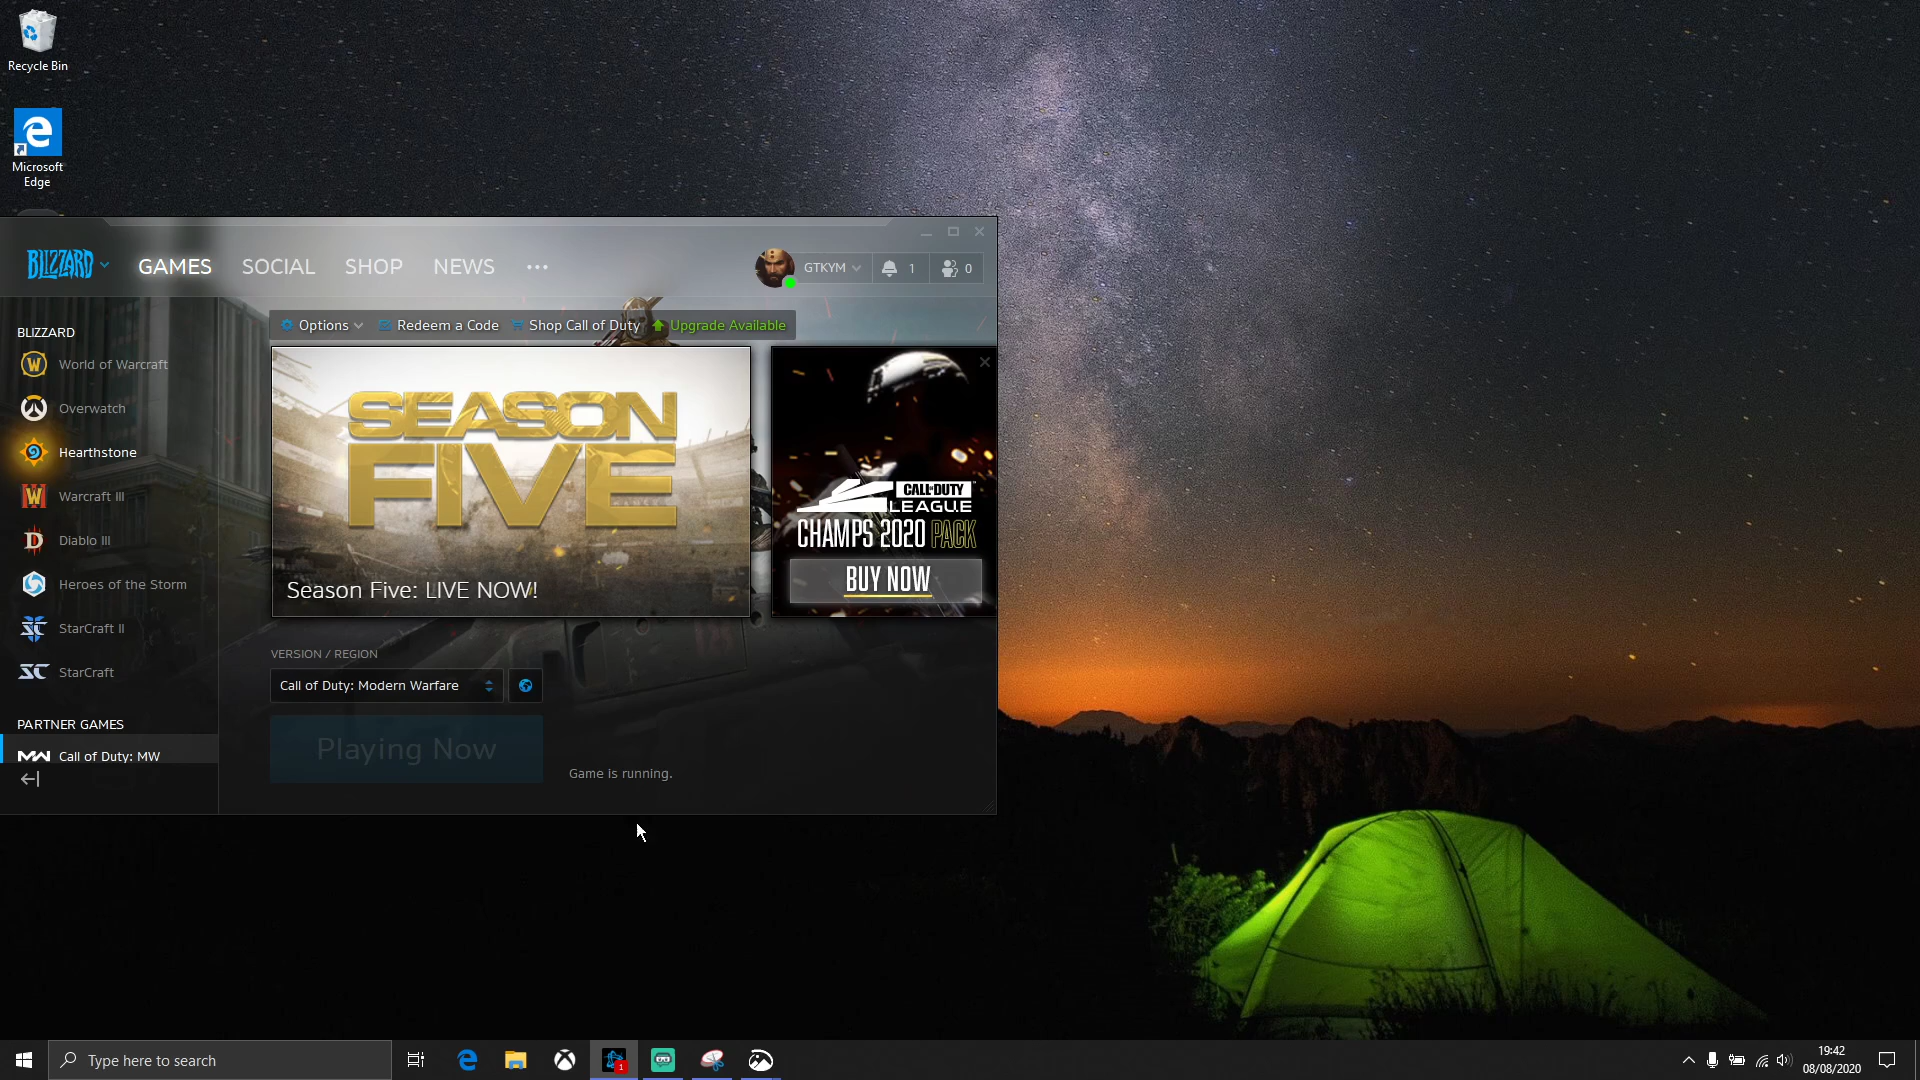 Recycle Bin
Microsoft
Edge
BLIZZARD
GAMES
SOCIAL
SHOP
NEWS
GTKYM
1
0
Options
Redeem a Code
Shop Call of Duty
Upgrade Available
BLIZZARD
World of Warcraft
Overwatch
Hearthstone
Warcraft III
Diablo III
Heroes of the Storm
StarCraft II
StarCraft
PARTNER GAMES
MW
Call of Duty: MW
SEASON
FIVE
Season Five: LIVE NOW!
CALL OF DUTY
LEAGUE
CHAMPS 2020 PACK
BUY NOW
VERSION / REGION
Call of Duty: Modern Warfare
Playing Now
Game is running.
Type here to search
1
19:42
08/08/2020